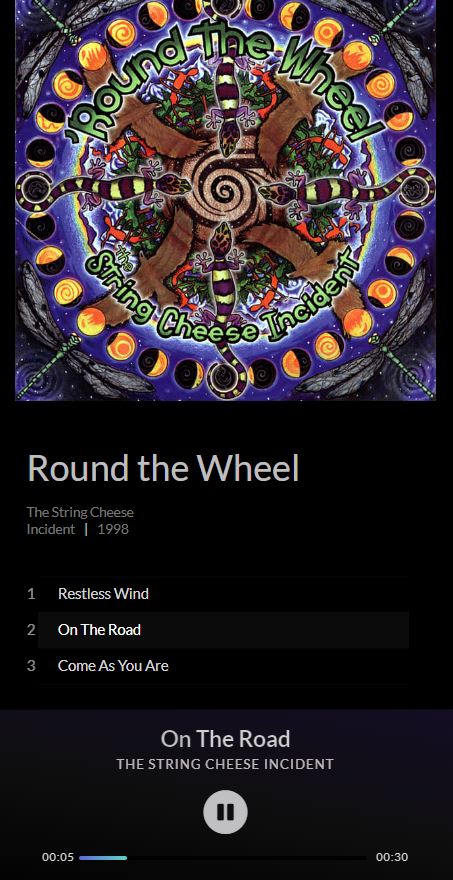 'Round The Wheel
the
String Cheese Incident
Round the Wheel
The String Cheese
Incident | 1998
1 Restless Wind
2 On The Road
3 Come As You Are
On The Road
THE STRING CHEESE INCIDENT
00:05 00:30